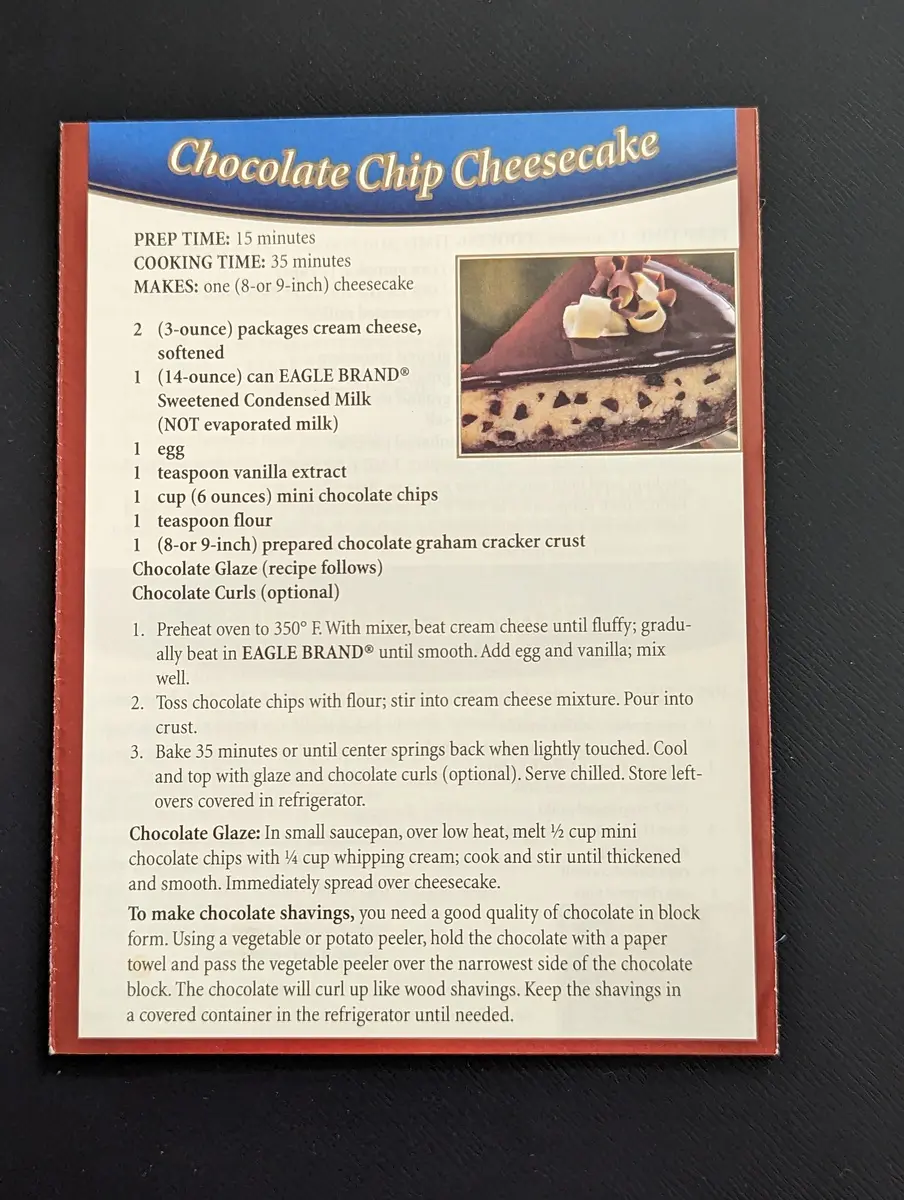 Chocolate Chip Cheesecake
PREP TIME: 15 minutes
COOKING TIME: 35 minutes
MAKES: one (8-or 9-inch) cheesecake
2 (3-ounce) packages cream cheese,
softened
1 (14-ounce) can EAGLE BRAND®
Sweetened Condensed Milk
(NOT evaporated milk)
1 egg
1 teaspoon vanilla extract
1 cup (6 ounces) mini chocolate chips
1 teaspoon flour
1 (8-or 9-inch) prepared chocolate graham cracker crust
Chocolate Glaze (recipe follows)
Chocolate Curls (optional)
1. Preheat oven to 350° F. With mixer, beat cream cheese until fluffy; gradu-
ally beat in EAGLE BRAND® until smooth. Add egg and vanilla; mix
well.
2. Toss chocolate chips with flour; stir into cream cheese mixture. Pour into
crust.
3. Bake 35 minutes or until center springs back when lightly touched. Cool
and top with glaze and chocolate curls (optional). Serve chilled. Store left-
overs covered in refrigerator.
Chocolate Glaze: In small saucepan, over low heat, melt ½ cup mini
chocolate chips with ¼ cup whipping cream; cook and stir until thickened
and smooth. Immediately spread over cheesecake.
To make chocolate shavings, you need a good quality of chocolate in block
form. Using a vegetable or potato peeler, hold the chocolate with a paper
towel and pass the vegetable peeler over the narrowest side of the chocolate
block. The chocolate will curl up like wood shavings. Keep the shavings in
a covered container in the refrigerator until needed.